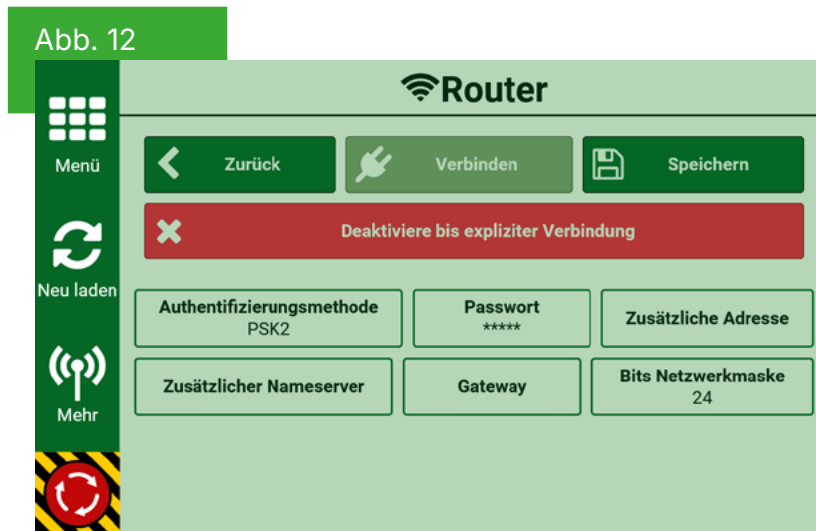 Abb. 12
Router
Menü
Zurück
Verbinden
Speichern
Deaktiviere bis expliziter Verbindung
Neu laden
Authentifizierungsmethode
PSK2
Passwort
*****
Zusätzliche Adresse
Zusätzlicher Nameserver
Gateway
Bits Netzwerkmaske
24
Mehr